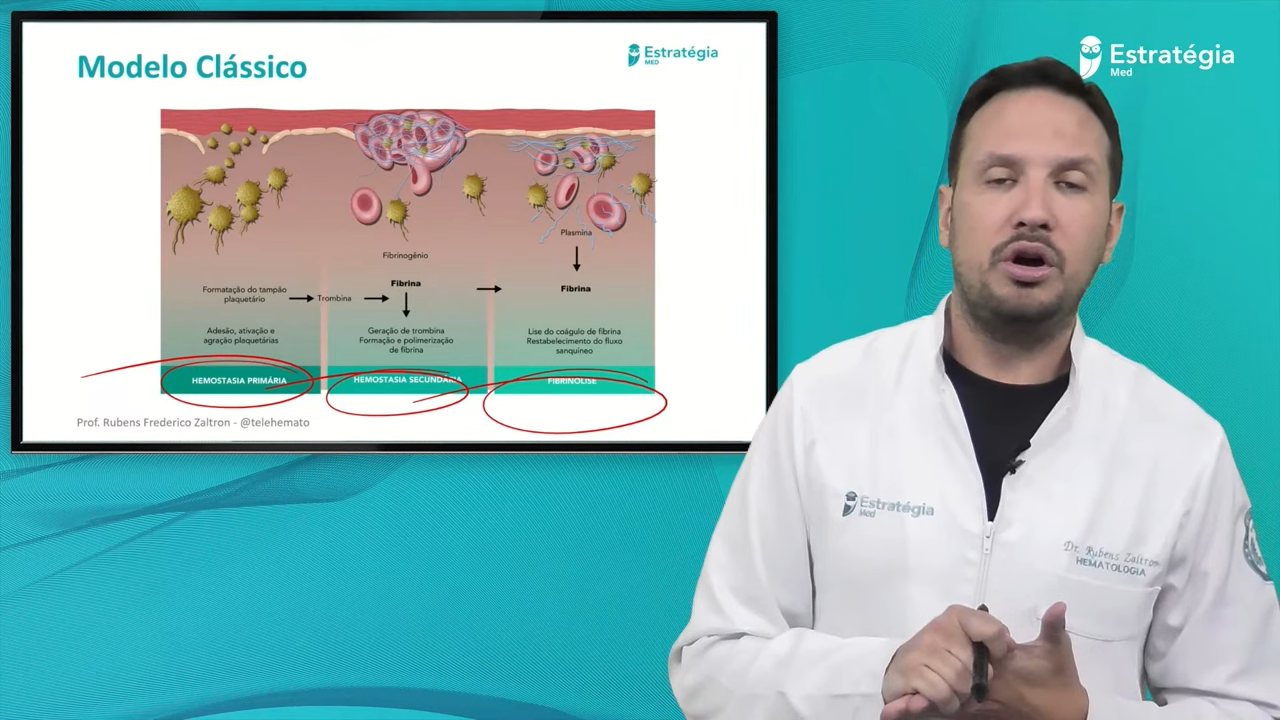 Modelo Clássico
Estratégia
MED
Estratégia
Med
Plasmina
Fibrinogênio
Fibrina
Formatação do tampão
plaquetário
Trombina
Fibrina
Adesão, ativação e
agração plaquetárias
Geração de trombina
Formação e polimerização
de fibrina
Lise do coágulo de fibrina
Restabelecimento do fluxo
sanquíneo
HEMOSTASIA PRIMÁRIA
HEMOSTASIA SECUNDÁRIA
FIBRINÓLISE
Prof. Rubens Frederico Zaltron - @telehemato
Estratégia
Med
Dr. Rubens Zaltron
HEMATOLOGIA